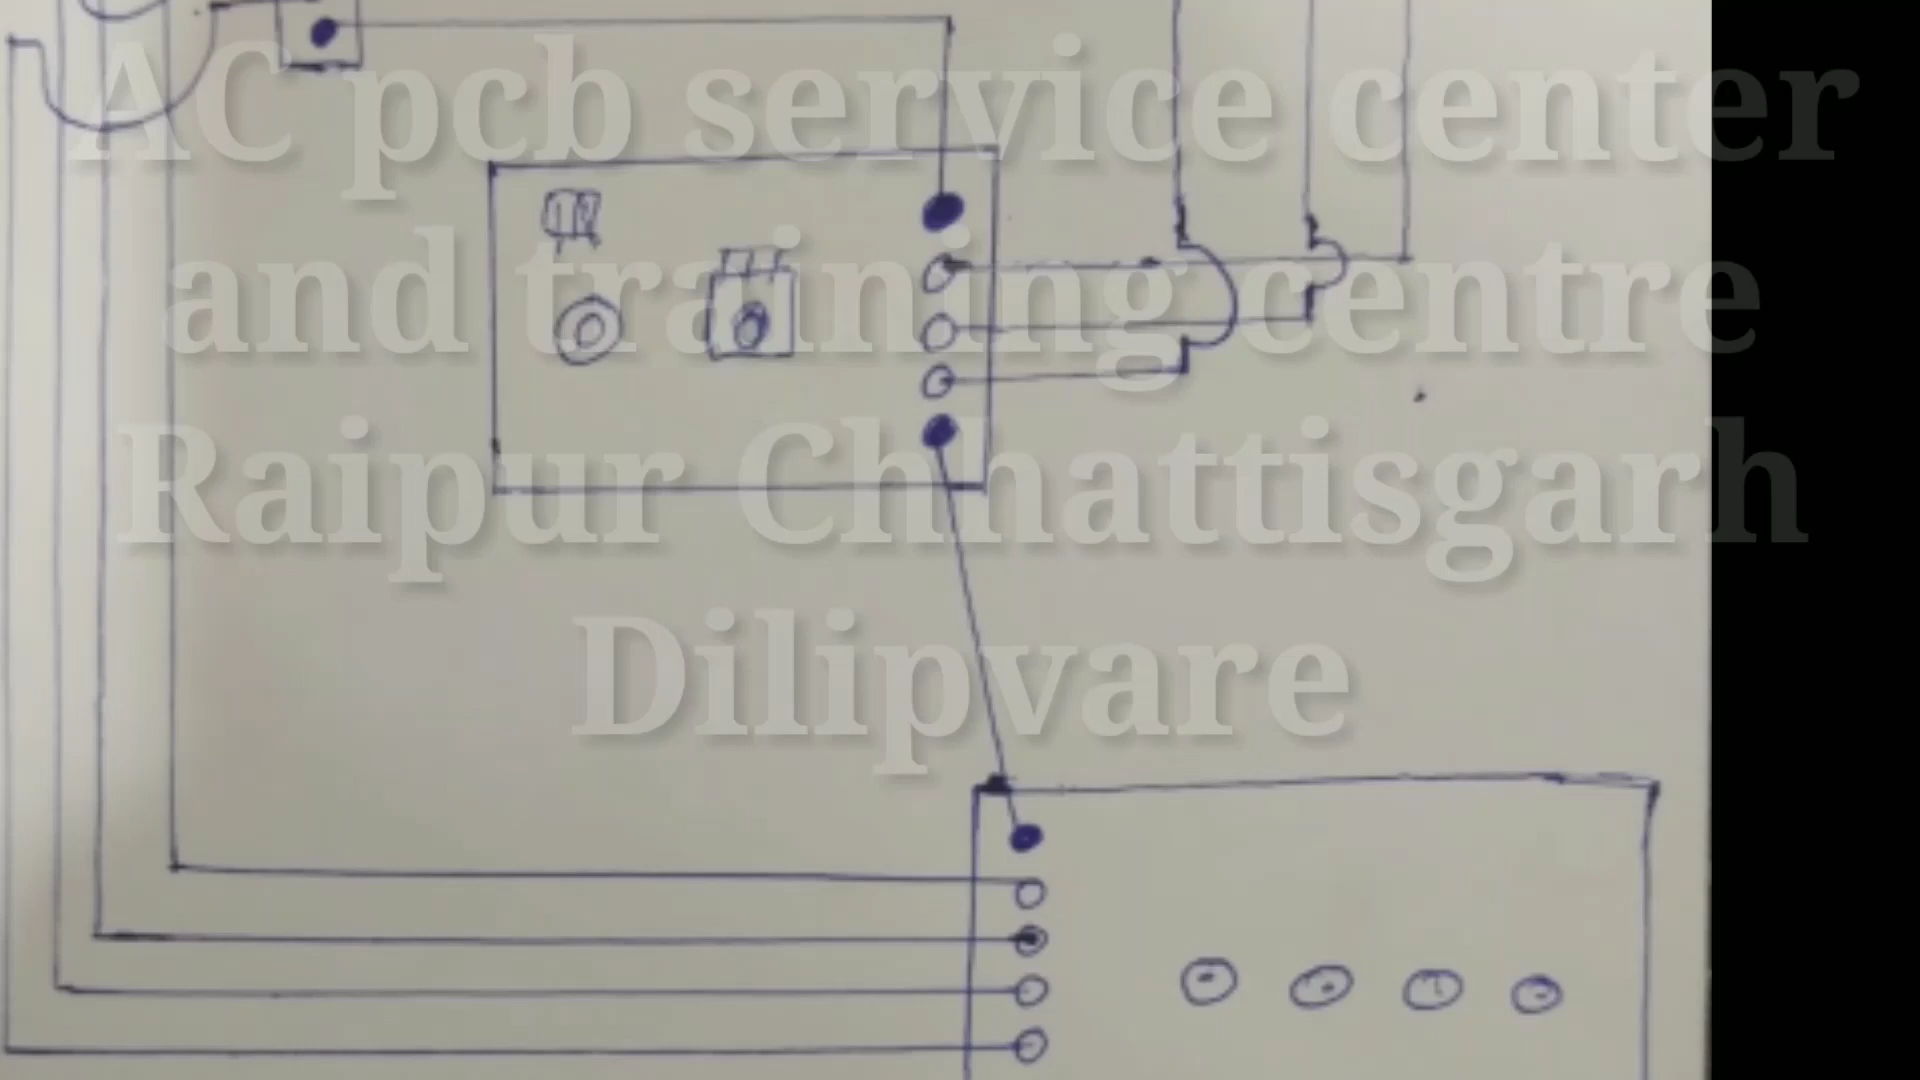 AC pcb service center
and training centre
Raipur Chhattisgarh
Dilipvare